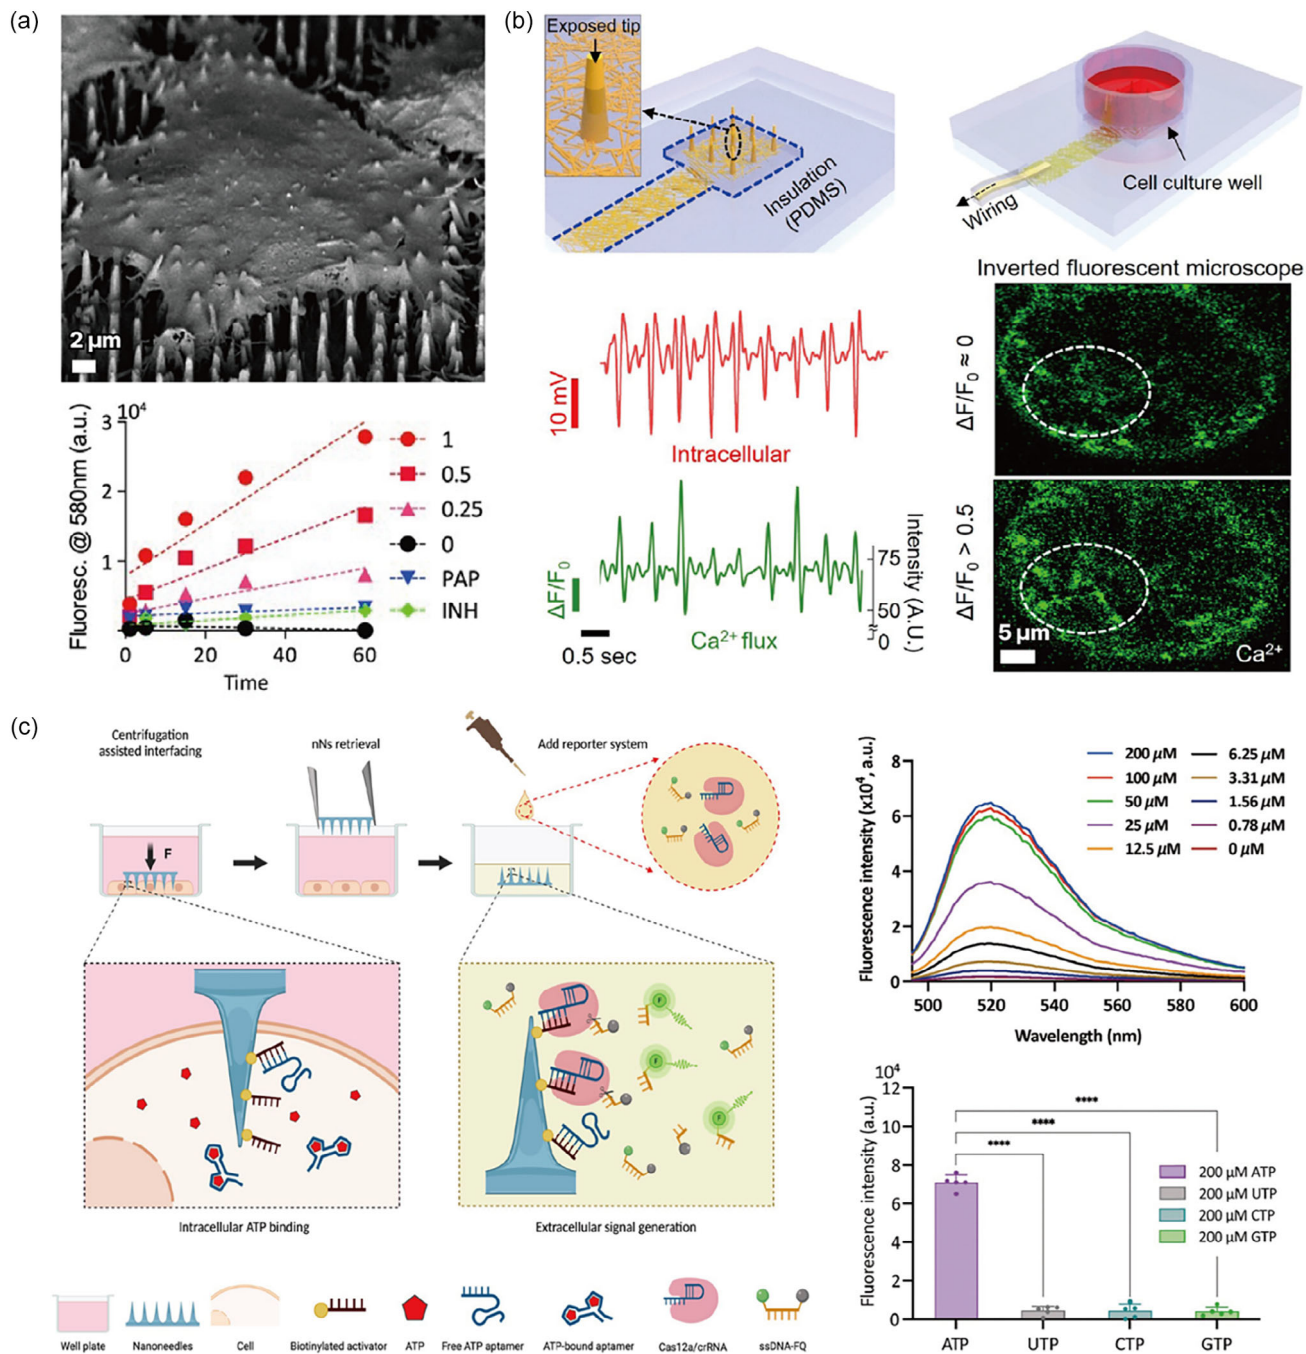 (a)
2 µm
Fluoresc. @ 580nm (a.u.)
10⁴
3
2
1
0
20
40
60
Time
1
0.5
0.25
0
PAP
INH
(b)
Exposed tip
Insulation
(PDMS)
Wiring
Cell culture well
Inverted fluorescent microscope
10 mV
Intracellular
ΔF/F₀
0.5 sec
Ca²⁺ flux
75
50
0
Intensity (A.U.)
ΔF/F₀ ≈ 0
ΔF/F₀ > 0.5
5 µm
Ca²⁺
(c)
Centrifugation
assisted interfacing
nNs retrieval
Add reporter system
F
Intracellular ATP binding
F
F
F
Extracellular signal generation
Well plate
Nanoneedles
Cell
Biotinylated activator
ATP
Free ATP aptamer
ATP-bound aptamer
Cas12a/crRNA
ssDNA-FQ
Fluorescence intensity (x10⁴, a.u.)
8
6
4
2
0
500
520
540
560
580
600
Wavelength (nm)
200 µM
100 µM
50 µM
25 µM
12.5 µM
6.25 µM
3.31 µM
1.56 µM
0.78 µM
0 µM
Fluorescence intensity (a.u.)
10⁴
12
10
8
6
4
2
0
****
****
****
200 µM ATP
200 µM UTP
200 µM CTP
200 µM GTP
ATP
UTP
CTP
GTP